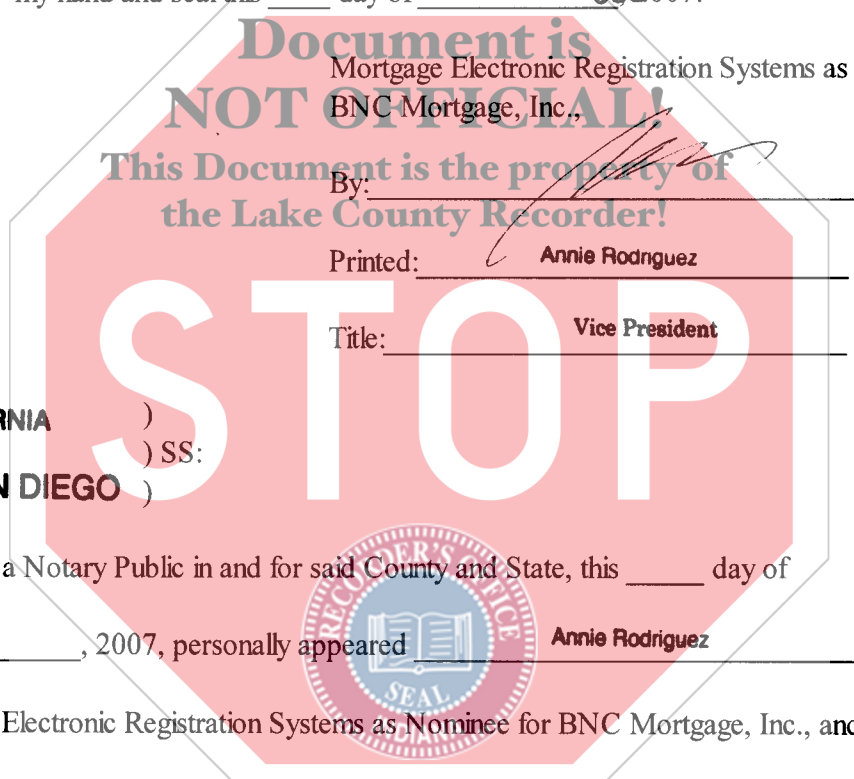 my hand and seal this _____ day of _______________, 2007.
Document is
Mortgage Electronic Registration Systems as
NOT OFFICIAL!
BNC Mortgage, Inc.,
This Document is the property of
By:
the Lake County Recorder!
Printed: Annie Rodriguez
Title: Vice President
STOP
RNIA )
) SS:
N DIEGO )
a Notary Public in and for said County and State, this ______ day of
______, 2007, personally appeared Annie Rodriguez
RECORDER'S OFFICE
SEAL
INDIANA
Electronic Registration Systems as Nominee for BNC Mortgage, Inc., and